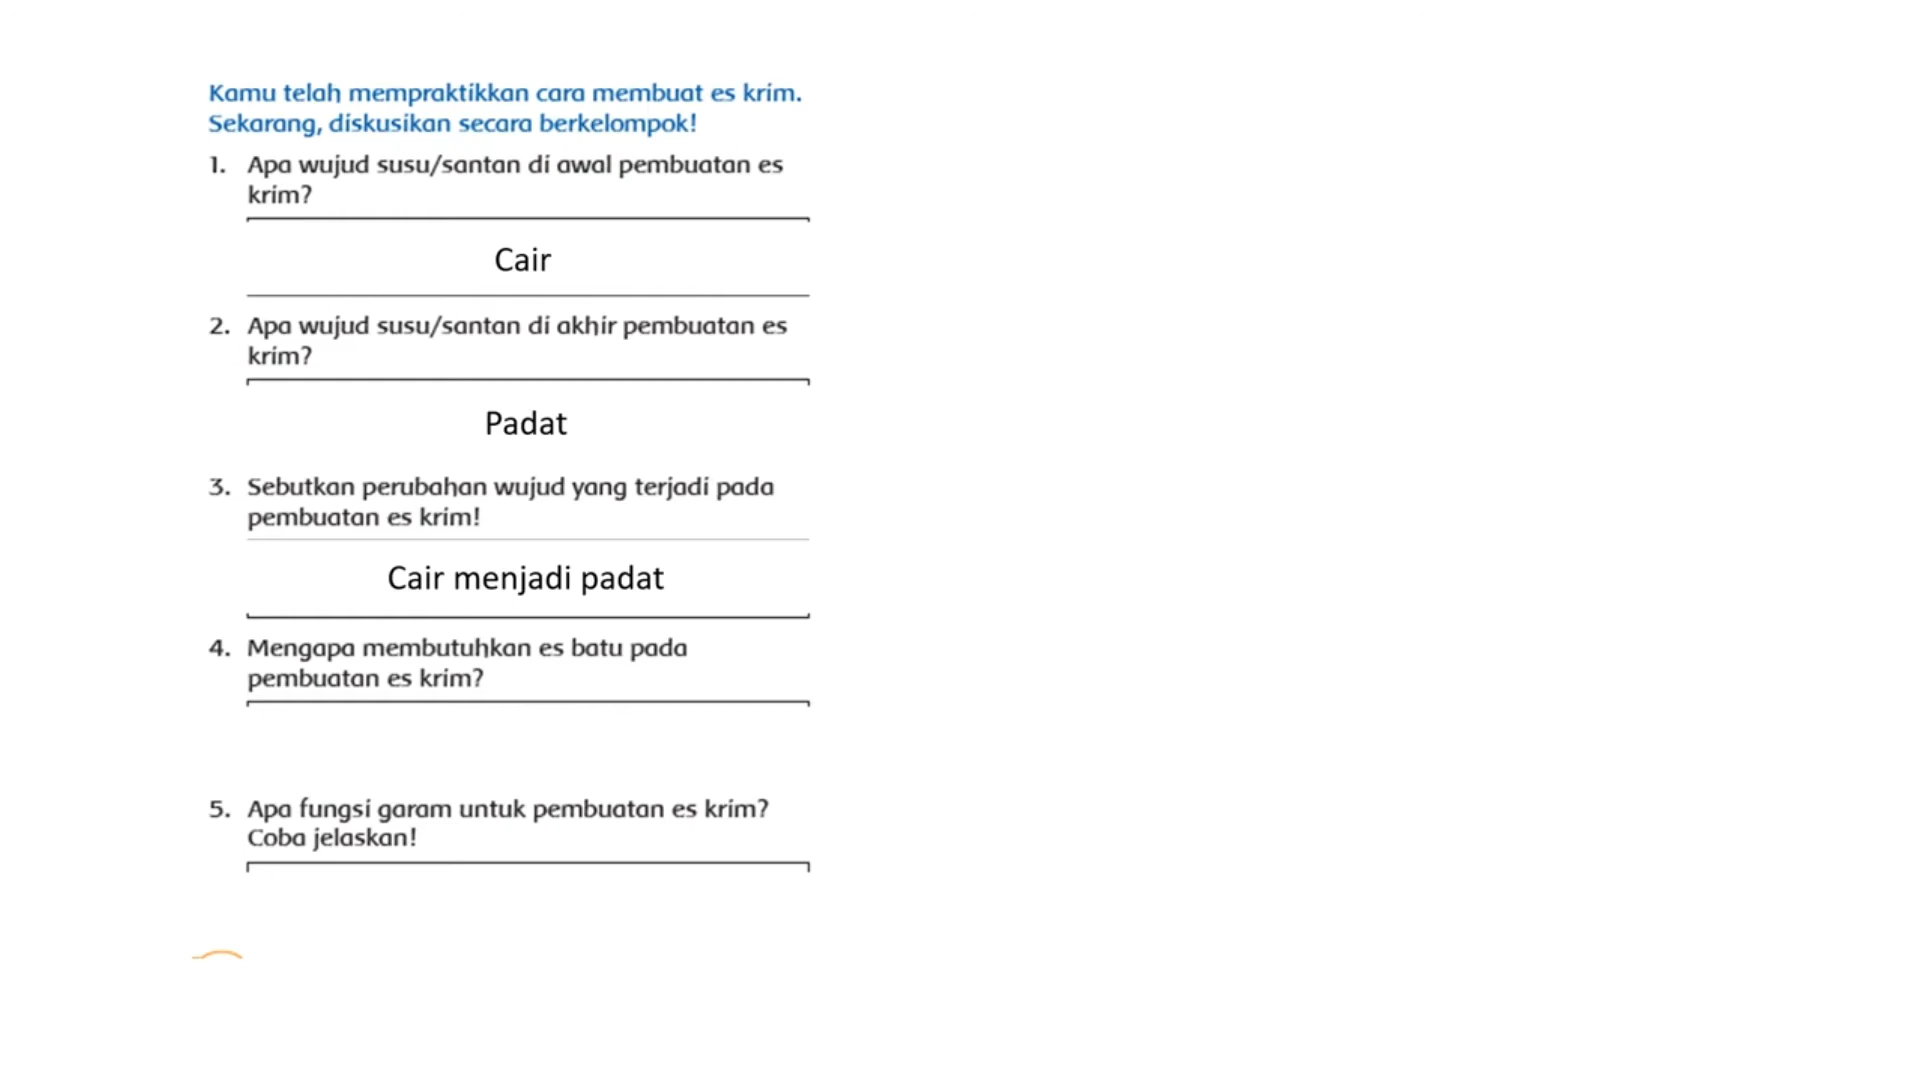 Kamu telah mempraktikkan cara membuat es krim.
Sekarang, diskusikan secara berkelompok!
1. Apa wujud susu/santan di awal pembuatan es
krim?
Cair
2. Apa wujud susu/santan di akhir pembuatan es
krim?
Padat
3. Sebutkan perubahan wujud yang terjadi pada
pembuatan es krim!
Cair menjadi padat
4. Mengapa membutuhkan es batu pada
pembuatan es krim?
5. Apa fungsi garam untuk pembuatan es krim?
Coba jelaskan!